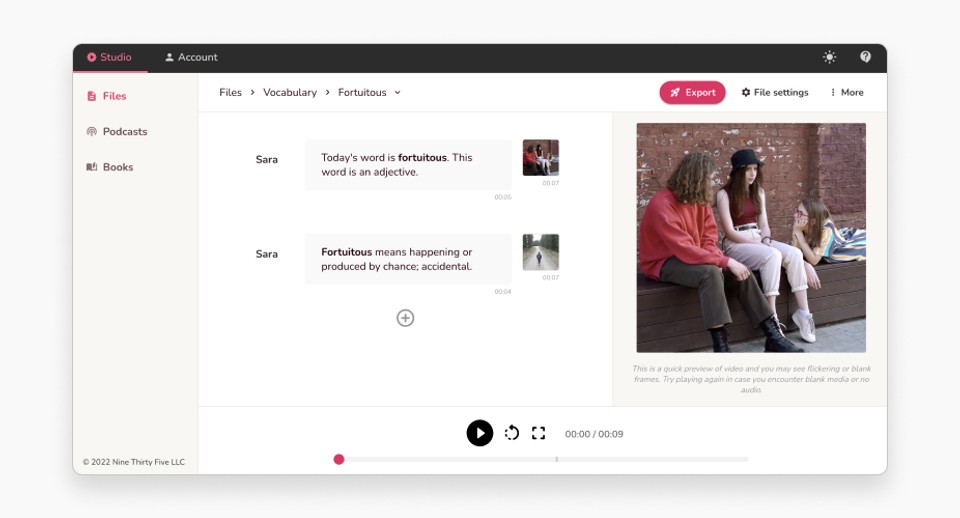 Studio
Account
Files
Podcasts
Books
Files > Vocabulary > Fortuitous
Export
File settings
More
Sara
Today's word is fortuitous. This
word is an adjective.
00:05
00:07
Sara
Fortuitous means happening or
produced by chance; accidental.
00:04
00:07
This is a quick preview of video and you may see flickering or blank
frames. Try playing again in case you encounter blank media or no
audio.
00:00 / 00:09
© 2022 Nine Thirty Five LLC